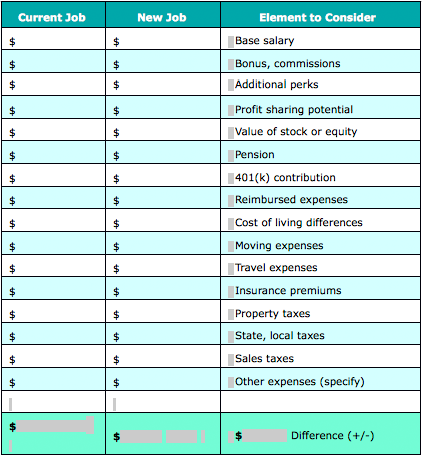 Current Job New Job Element to Consider
$ $ Base salary
$ $ Bonus, commissions
$ $ Additional perks
$ $ Profit sharing potential
$ $ Value of stock or equity
$ $ Pension
$ $ 401(k) contribution
$ $ Reimbursed expenses
$ $ Cost of living differences
$ $ Moving expenses
$ $ Travel expenses
$ $ Insurance premiums
$ $ Property taxes
$ $ State, local taxes
$ $ Sales taxes
$ $ Other expenses (specify)
$ $ $ Difference (+/-)